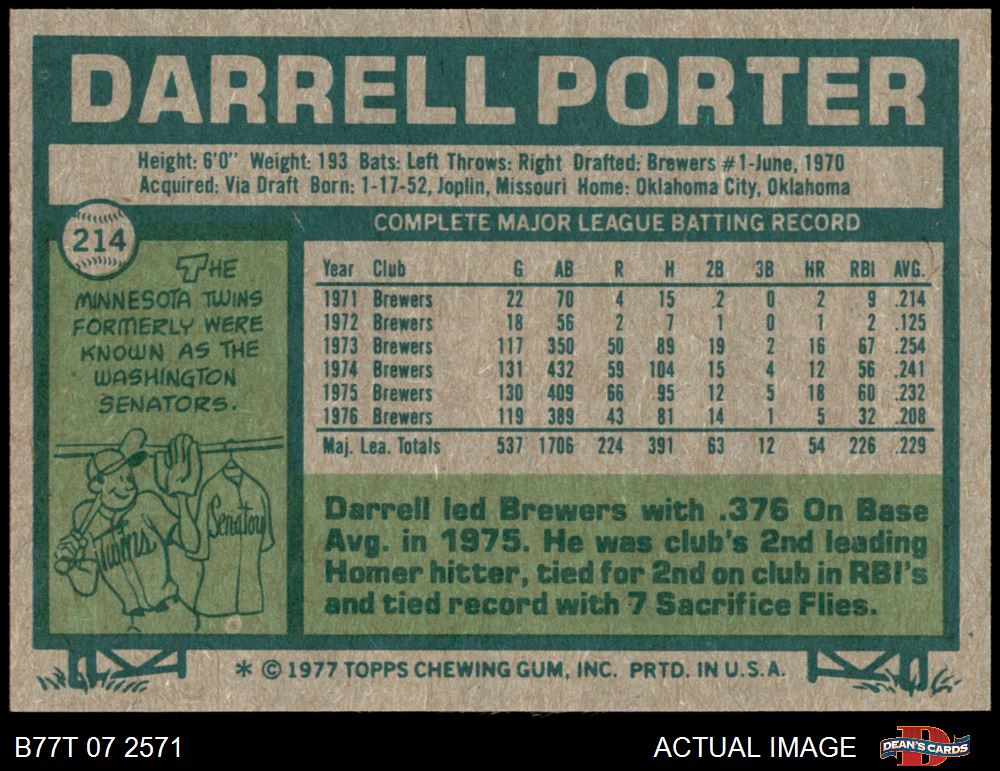 DARRELL PORTER
Height: 6'0" Weight: 193 Bats: Left Throws: Right Drafted: Brewers #1-June, 1970
Acquired: Via Draft Born: 1-17-52, Joplin, Missouri Home: Oklahoma City, Oklahoma
214
THE
MINNESOTA TWINS
FORMERLY WERE
KNOWN AS THE
WASHINGTON
SENATORS.
Twins
Senators
COMPLETE MAJOR LEAGUE BATTING RECORD
Year Club G AB R H 2B 3B HR RBI AVG.
1971 Brewers 22 70 4 15 2 0 2 9 .214
1972 Brewers 18 56 2 7 1 0 1 2 .125
1973 Brewers 117 350 50 89 19 2 16 67 .254
1974 Brewers 131 432 59 104 15 4 12 56 .241
1975 Brewers 130 409 66 95 12 5 18 60 .232
1976 Brewers 119 389 43 81 14 1 5 32 .208
Maj. Lea. Totals 537 1706 224 391 63 12 54 226 .229
Darrell led Brewers with .376 On Base
Avg. in 1975. He was club's 2nd leading
Homer hitter, tied for 2nd on club in RBI's
and tied record with 7 Sacrifice Flies.
* © 1977 TOPPS CHEWING GUM, INC. PRTD. IN U.S.A.
B77T 07 2571
ACTUAL IMAGE
DEAN'S CARDS